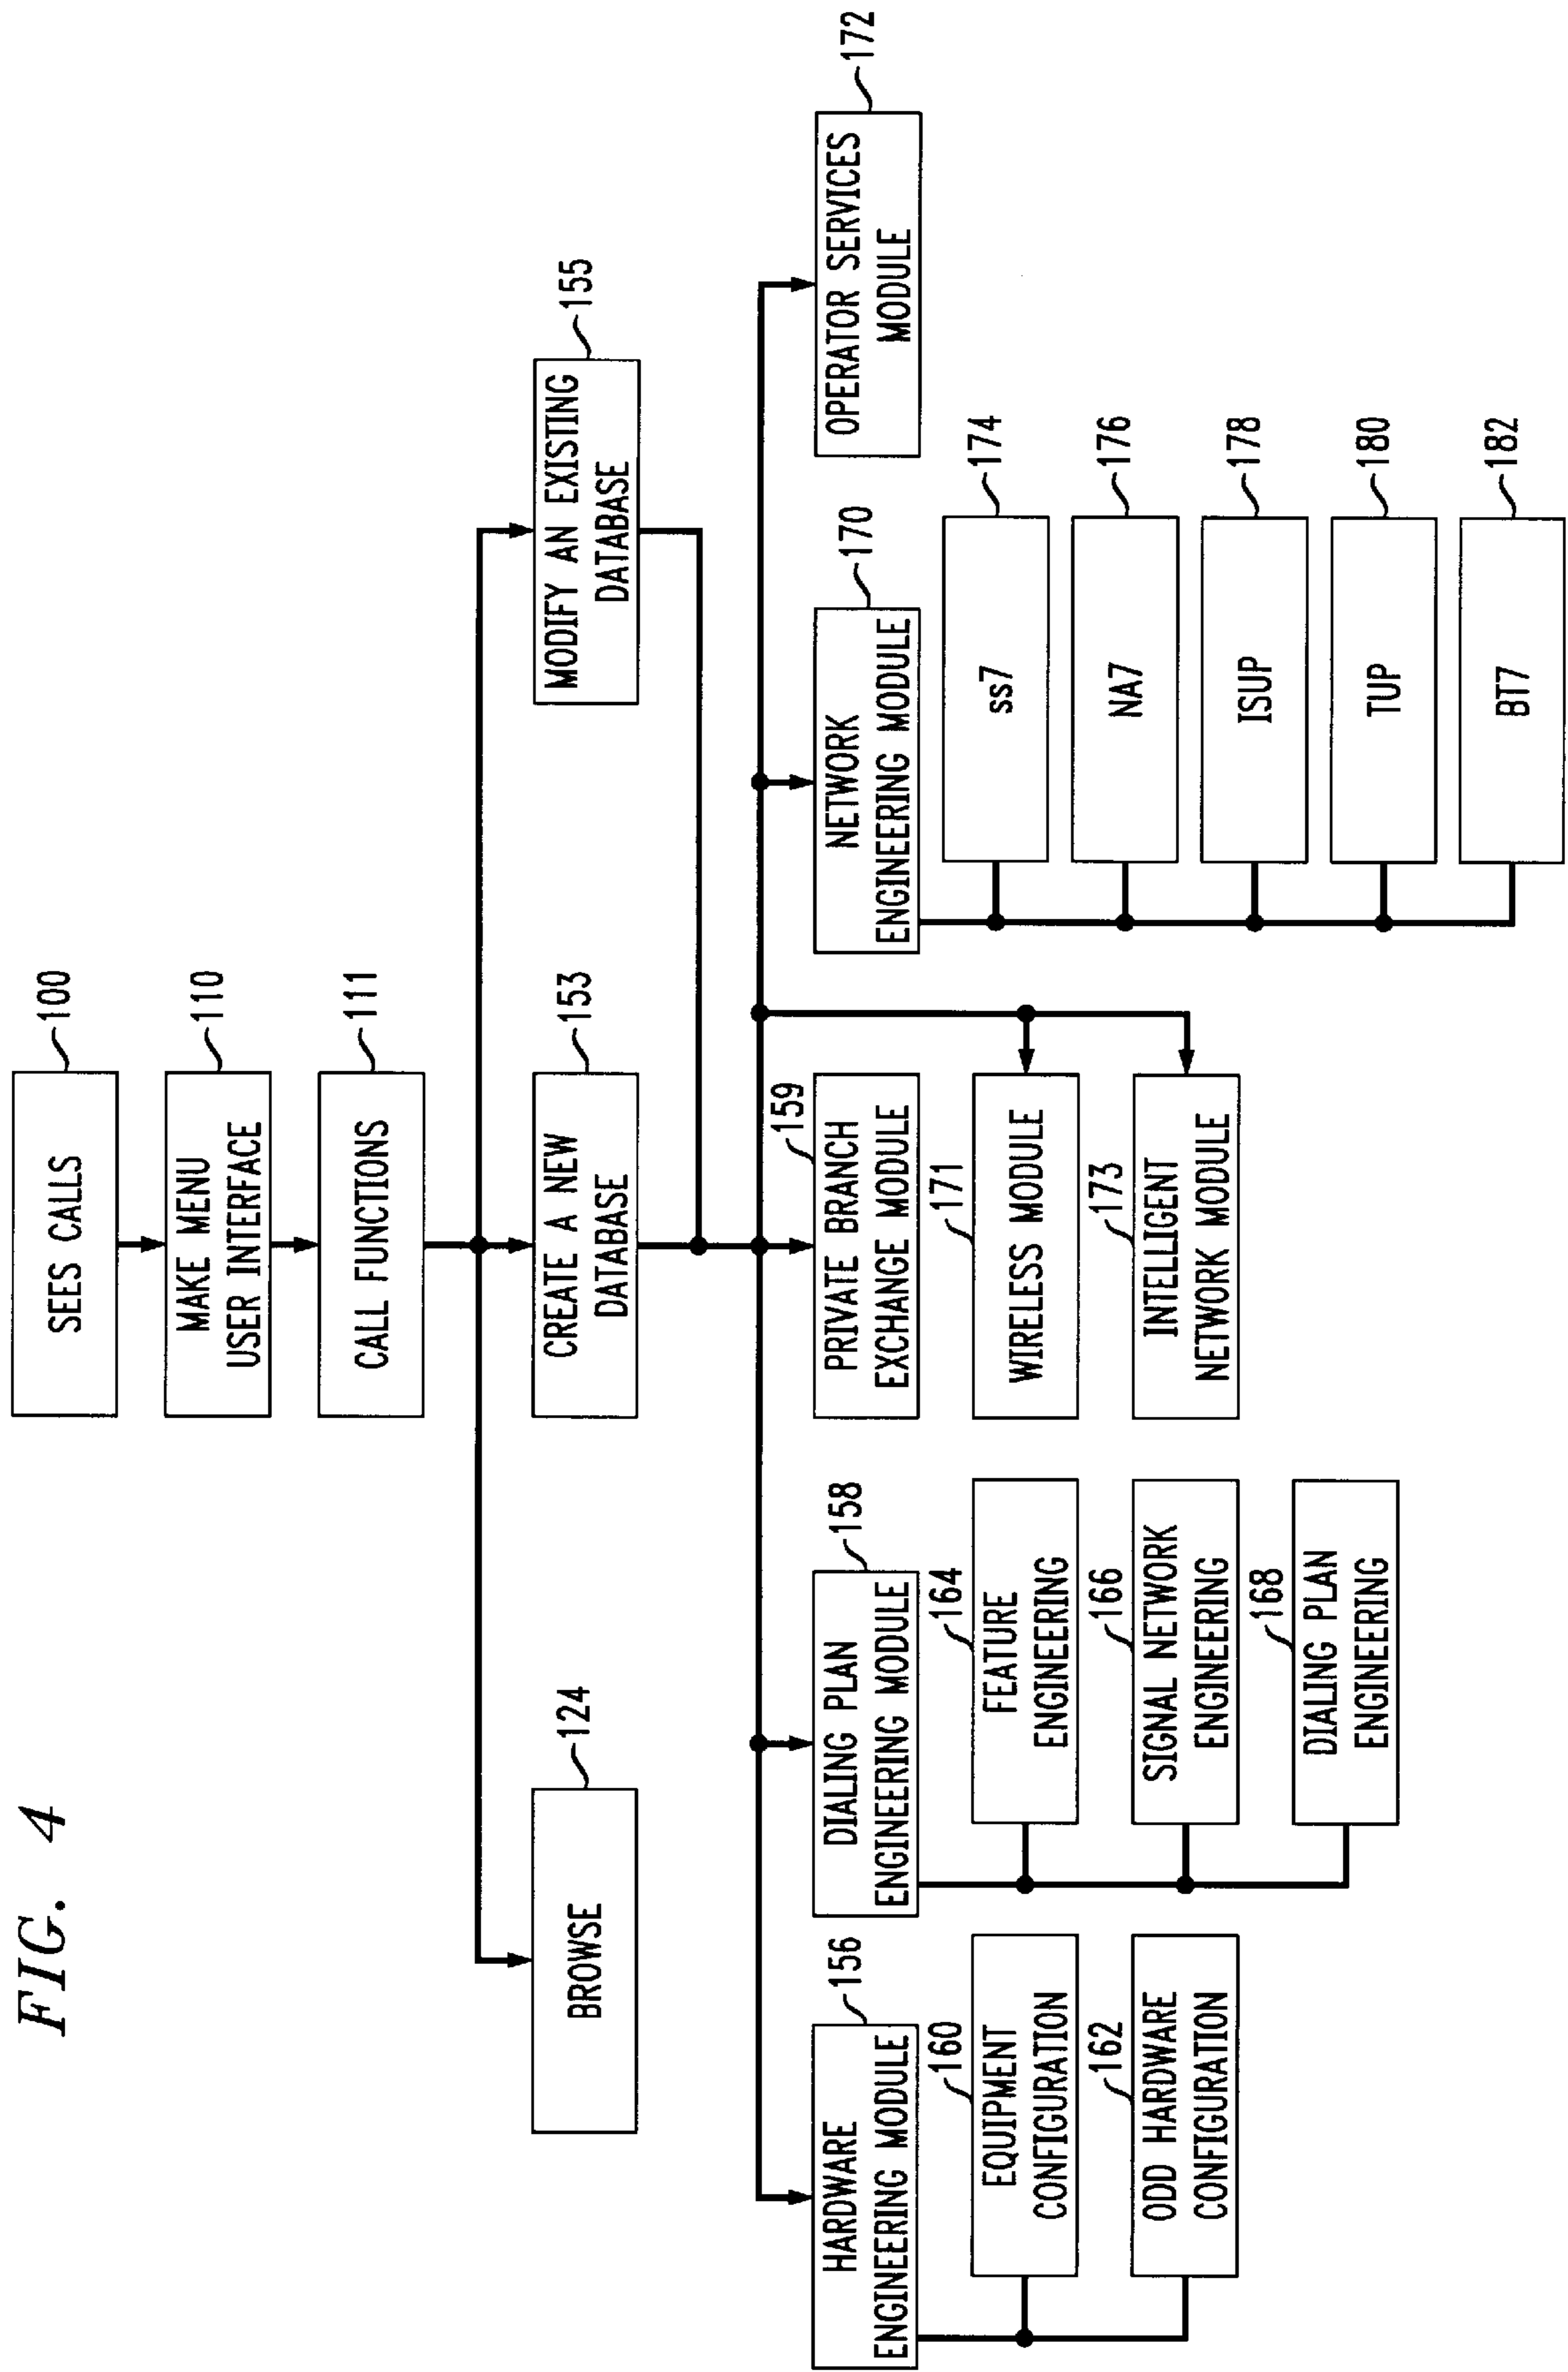 FIG. 4
SEES CALLS
100
MAKE MENU
USER INTERFACE
110
CALL FUNCTIONS
111
BROWSE
124
CREATE A NEW
DATABASE
153
MODIFY AN EXISTING
DATABASE
155
HARDWARE
ENGINEERING MODULE
156
EQUIPMENT
CONFIGURATION
160
ODD HARDWARE
CONFIGURATION
162
DIALING PLAN
ENGINEERING MODULE
158
FEATURE
ENGINEERING
164
SIGNAL NETWORK
ENGINEERING
166
DIALING PLAN
ENGINEERING
168
PRIVATE BRANCH
EXCHANGE MODULE
159
WIRELESS MODULE
171
INTELLIGENT
NETWORK MODULE
173
NETWORK
ENGINEERING MODULE
170
ss7
174
NA7
176
ISUP
178
TUP
180
BT7
182
OPERATOR SERVICES
MODULE
172